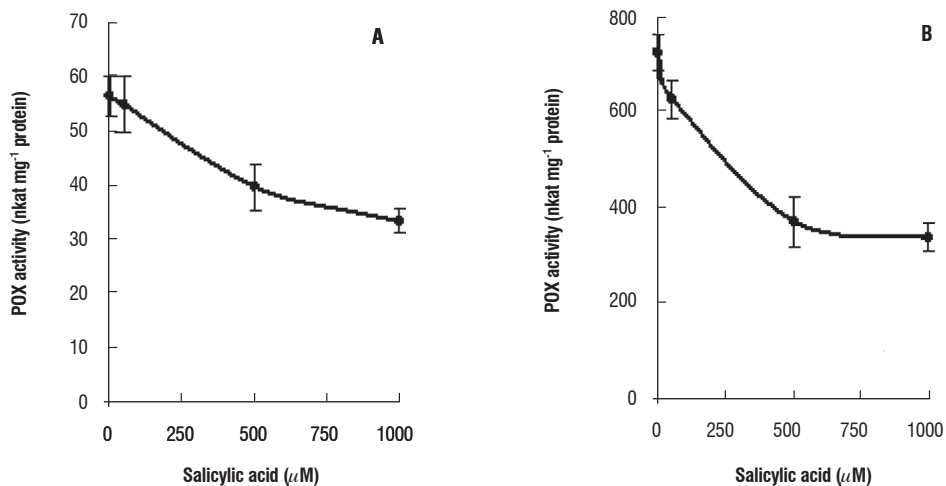 A
POX activity (nkat mg-1 protein)
70
60
50
40
30
20
10
0
0 250 500 750 1000
Salicylic acid (μM)
B
POX activity (nkat mg-1 protein)
800
600
400
200
0
0 250 500 750 1000
Salicylic acid (μM)